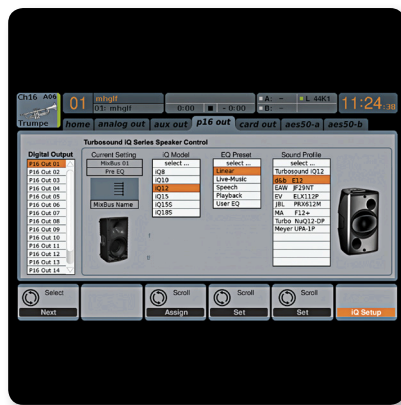 Ch16 A06
Trumpe
01
mhglf
01: mhglf
0:00
- 0:00
A: -
B: -
L 44K1
11:24:38
home
analog out
aux out
p16 out
card out
aes50-a
aes50-b
Turbosound iQ Series Speaker Control
Digital Output
P16 Out 01
P16 Out 02
P16 Out 03
P16 Out 04
P16 Out 05
P16 Out 06
P16 Out 07
P16 Out 08
P16 Out 09
P16 Out 10
P16 Out 11
P16 Out 12
P16 Out 13
P16 Out 14
Current Setting
MixBus 01
Pre EQ
MixBus Name
iQ Model
select ...
iQ8
iQ10
iQ12
iQ15
iQ15S
iQ18S
EQ Preset
select ...
Linear
Live-Music
Speech
Playback
User EQ
Sound Profile
select ...
Turbosound iQ12
d&b E12
EAW JF29NT
EV ELX112P
JBL PRX612M
MA F12+
Turbo NuQ12-DP
Meyer UPA-1P
Select
Next
Scroll
Assign
Scroll
Set
Scroll
Set
iQ Setup